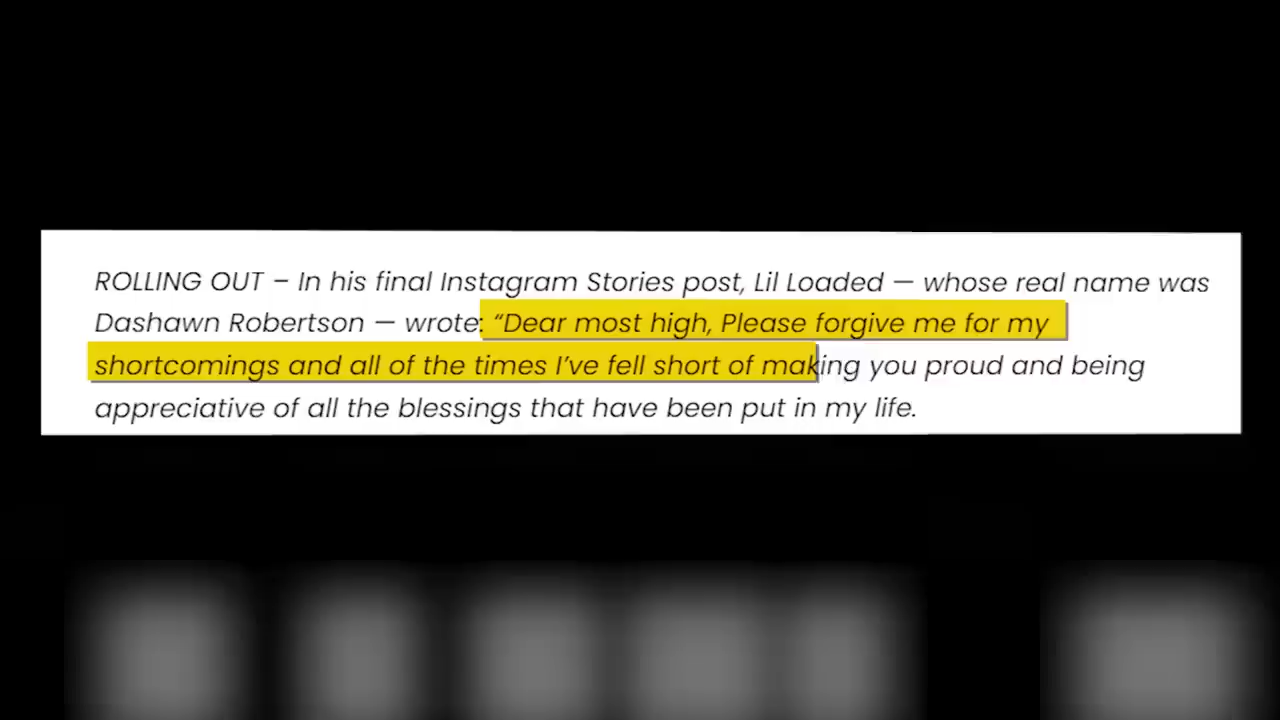 ROLLING OUT – In his final Instagram Stories post, Lil Loaded — whose real name was
Dashawn Robertson — wrote: “Dear most high, Please forgive me for my
shortcomings and all of the times I’ve fell short of making you proud and being
appreciative of all the blessings that have been put in my life.